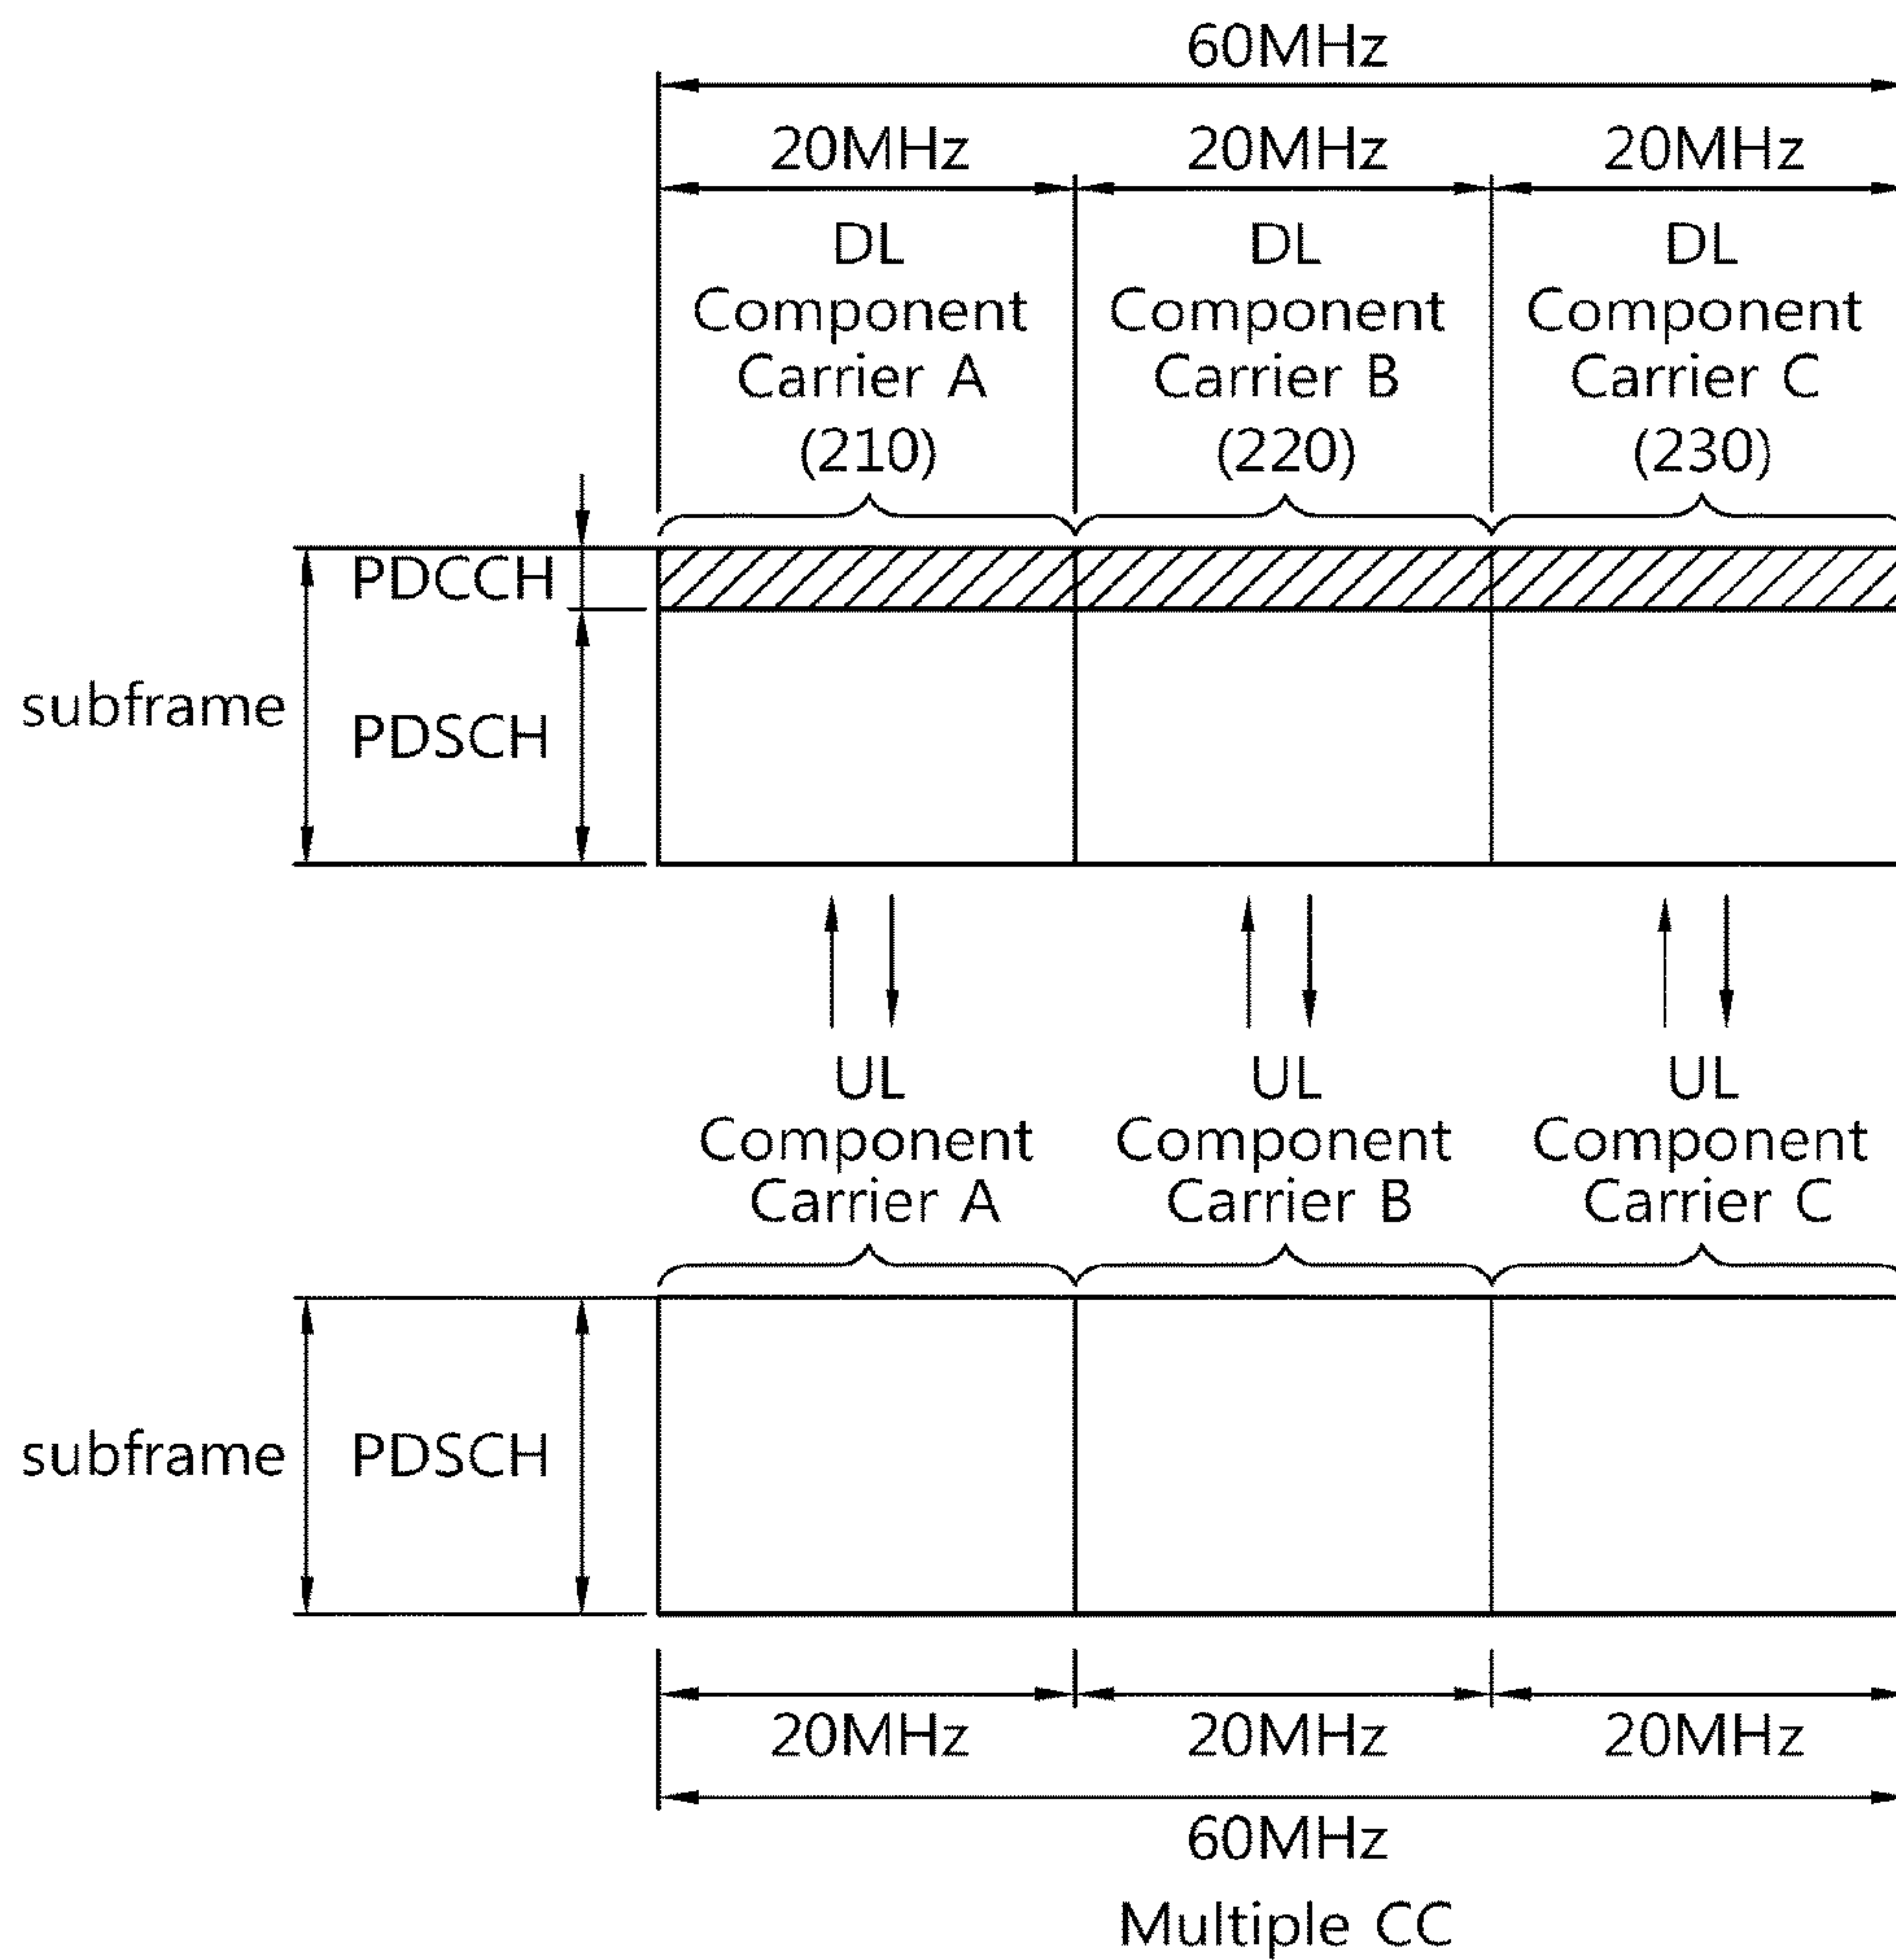 60MHz
20MHz 20MHz 20MHz
DL DL DL
Component Component Component
Carrier A Carrier B Carrier C
(210) (220) (230)
PDCCH
subframe
PDSCH
UL UL UL
Component Component Component
Carrier A Carrier B Carrier C
subframe PDSCH
20MHz 20MHz 20MHz
60MHz
Multiple CC